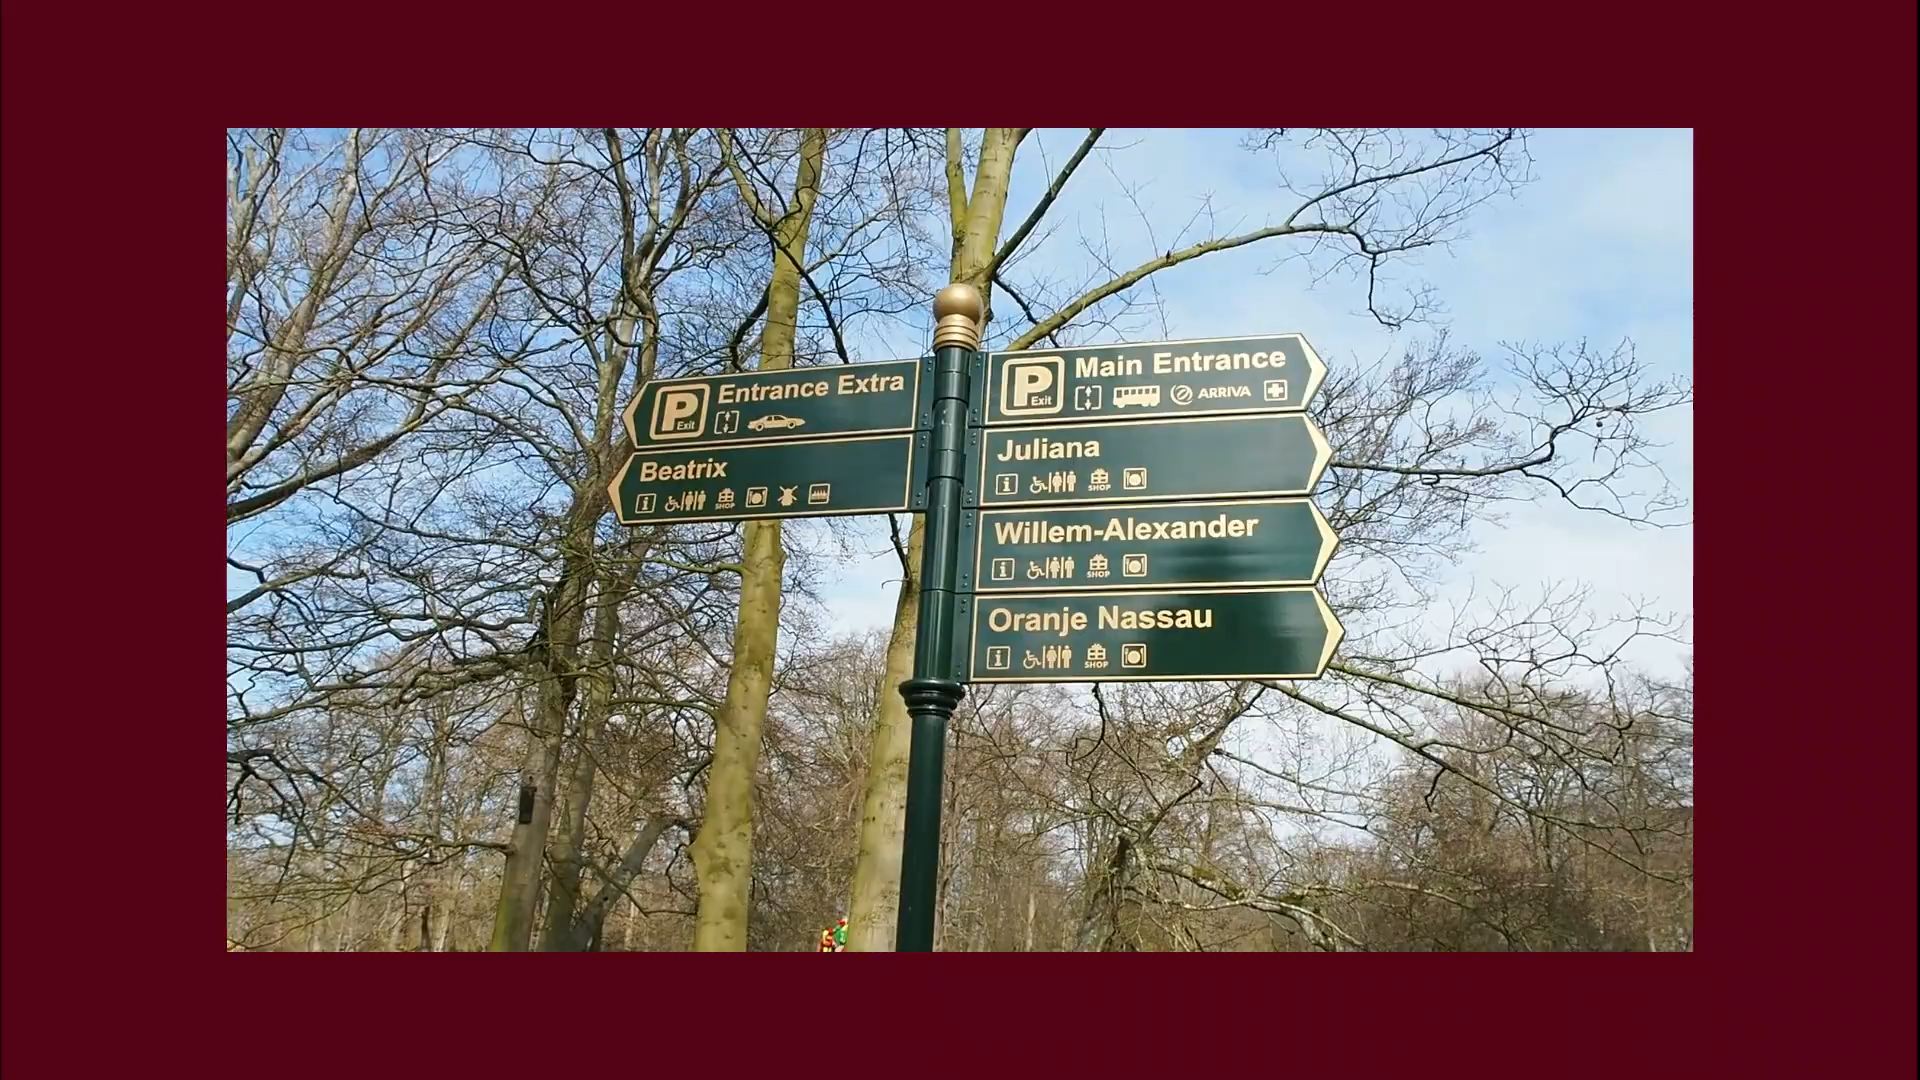 P Exit Entrance Extra
Beatrix
i SHOP
P Exit Main Entrance
ARRIVA
Juliana
i SHOP
Willem-Alexander
i SHOP
Oranje Nassau
i SHOP